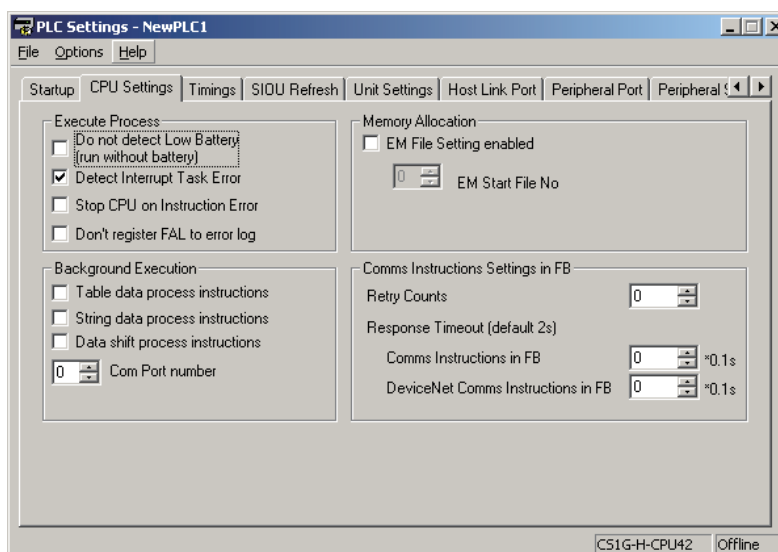 PLC Settings - NewPLC1
File Options Help
Startup CPU Settings Timings SIOU Refresh Unit Settings Host Link Port Peripheral Port Peripheral
Execute Process
Do not detect Low Battery
(run without battery)
Detect Interrupt Task Error
Stop CPU on Instruction Error
Don't register FAL to error log
Memory Allocation
EM File Setting enabled
0 EM Start File No
Background Execution
Table data process instructions
String data process instructions
Data shift process instructions
0 Com Port number
Comms Instructions Settings in FB
Retry Counts 0
Response Timeout (default 2s)
Comms Instructions in FB 0 *0.1s
DeviceNet Comms Instructions in FB 0 *0.1s
CS1G-H-CPU42 Offline